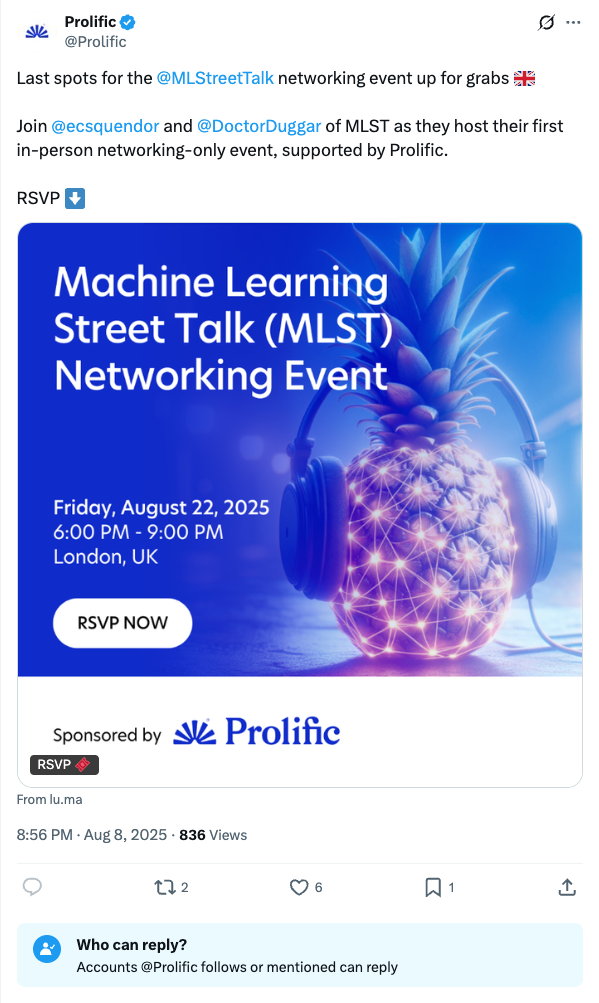 Prolific
@Prolific
Last spots for the @MLStreetTalk networking event up for grabs 🇬🇧
Join @ecsquendor and @DoctorDuggar of MLST as they host their first
in-person networking-only event, supported by Prolific.
RSVP ⬇️
Machine Learning
Street Talk (MLST)
Networking Event
Friday, August 22, 2025
6:00 PM - 9:00 PM
London, UK
RSVP NOW
Sponsored by Prolific
RSVP 🎟️
From lu.ma
8:56 PM · Aug 8, 2025 · 836 Views
2 6 1
Who can reply?
Accounts @Prolific follows or mentioned can reply